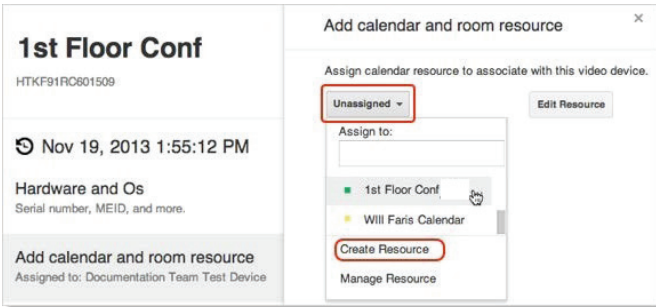 1st Floor Conf
HTKF91RC601509
Nov 19, 2013 1:55:12 PM
Hardware and Os
Serial number, MEID, and more.
Add calendar and room resource
Assigned to: Documentation Team Test Device
Add calendar and room resource
×
Assign calendar resource to associate with this video device.
Unassigned
Edit Resource
Assign to:
1st Floor Conf
Will Faris Calendar
Create Resource
Manage Resource